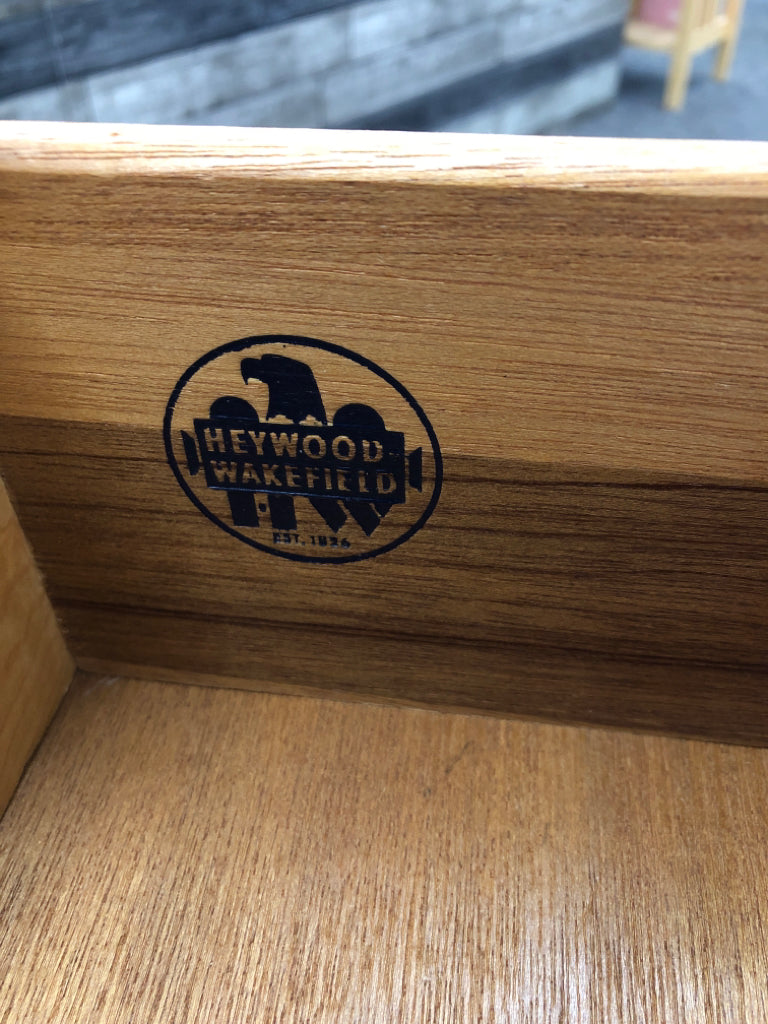 HEYWOOD-
WAKEFIELD
EST. 1826